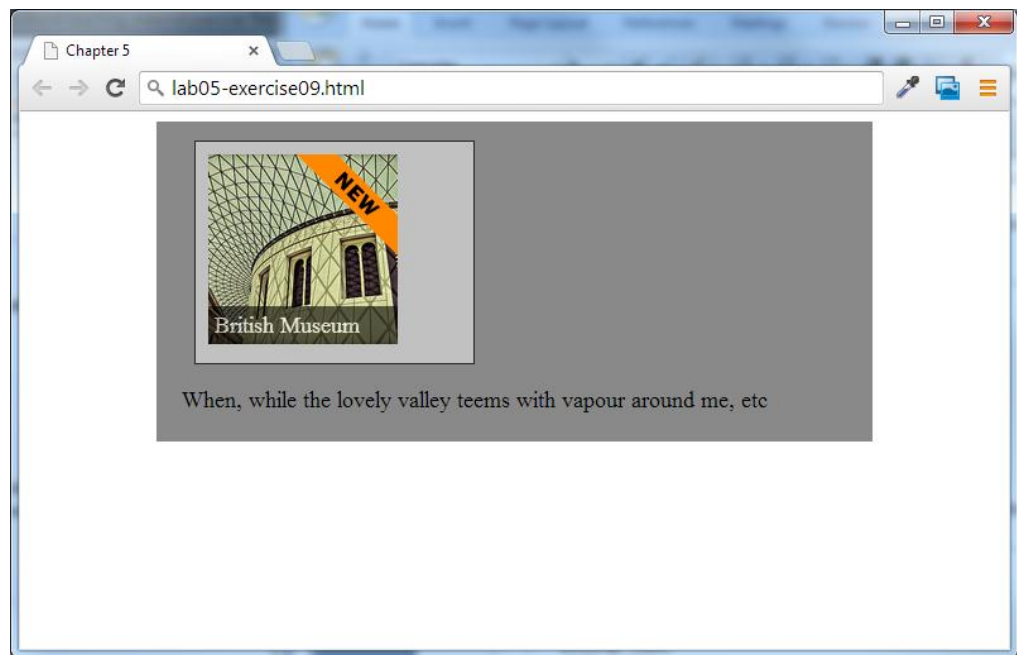 Chapter 5
lab05-exercise09.html
NEW
British Museum
When, while the lovely valley teems with vapour around me, etc